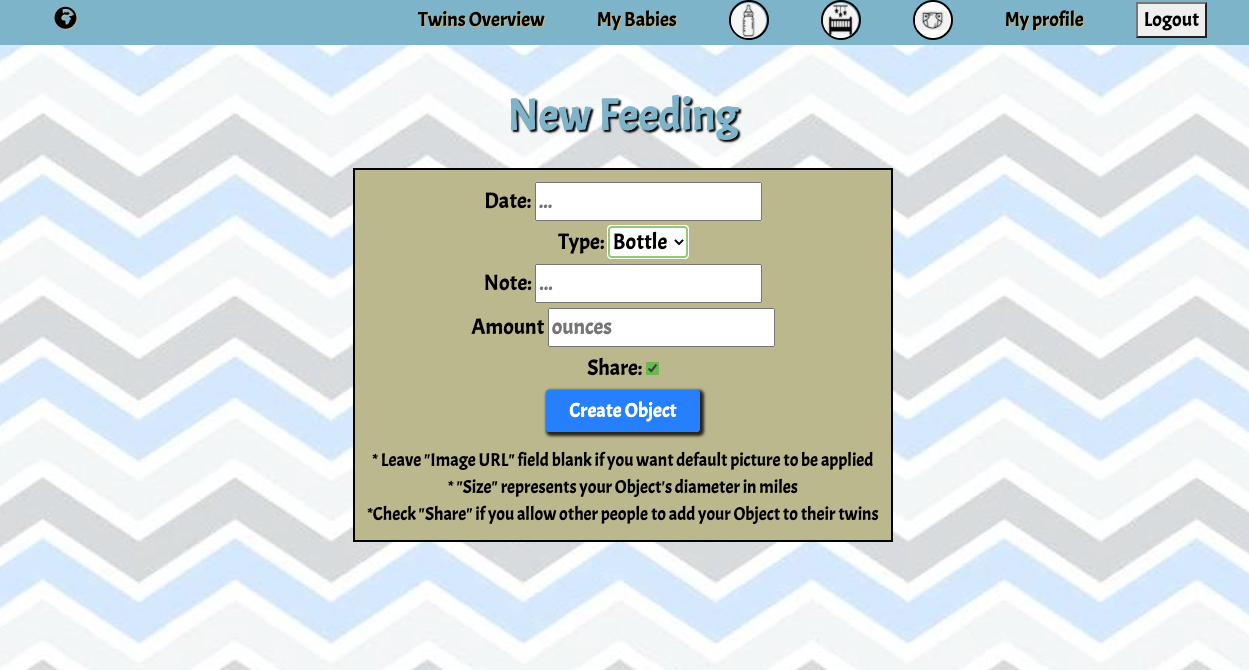 Twins Overview My Babies My profile Logout
New Feeding
Date: ...
Type: Bottle
Note: ...
Amount ounces
Share:
Create Object
* Leave "Image URL" field blank if you want default picture to be applied
* "Size" represents your Object's diameter in miles
*Check "Share" if you allow other people to add your Object to their twins